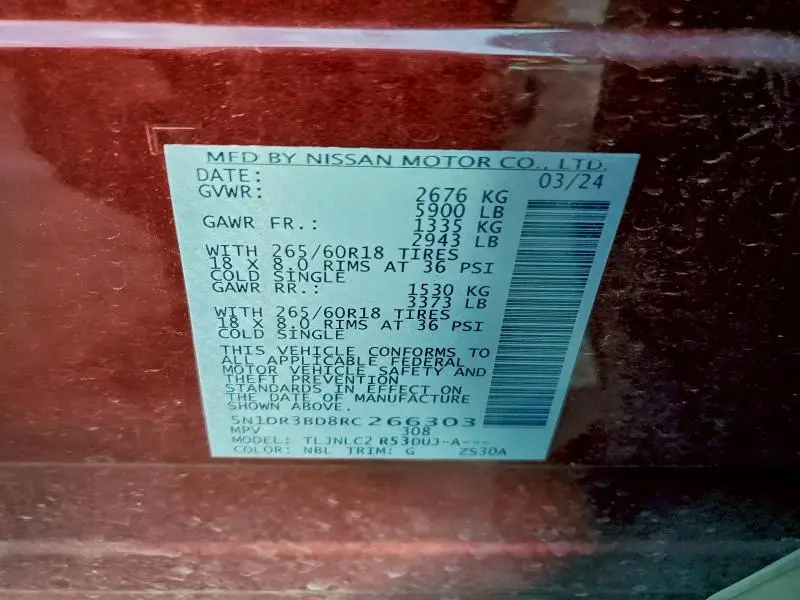 MFD BY NISSAN MOTOR CO., LTD.
DATE: 03/24
GVWR: 2676 KG
5900 LB
GAWR FR.: 1335 KG
2943 LB
WITH 265/60R18 TIRES
18 X 8.0 RIMS AT 36 PSI
COLD SINGLE
GAWR RR.: 1530 KG
3373 LB
WITH 265/60R18 TIRES
18 X 8.0 RIMS AT 36 PSI
COLD SINGLE
THIS VEHICLE CONFORMS TO
ALL APPLICABLE FEDERAL
MOTOR VEHICLE SAFETY AND
THEFT PREVENTION
STANDARDS IN EFFECT ON
THE DATE OF MANUFACTURE
SHOWN ABOVE.
5N1DR3BD8RC266303
MPV 308
MODEL: TLJNLC2 R53DUJ-A---
COLOR: NBL TRIM: G 2S30A